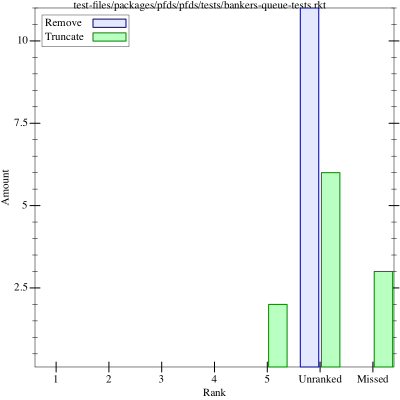 test-files/packages/pfds/pfds/tests/bankers-queue-tests.rkt
Remove
Truncate
10
7.5
5
2.5
Amount
1 2 3 4 5 Unranked Missed
Rank